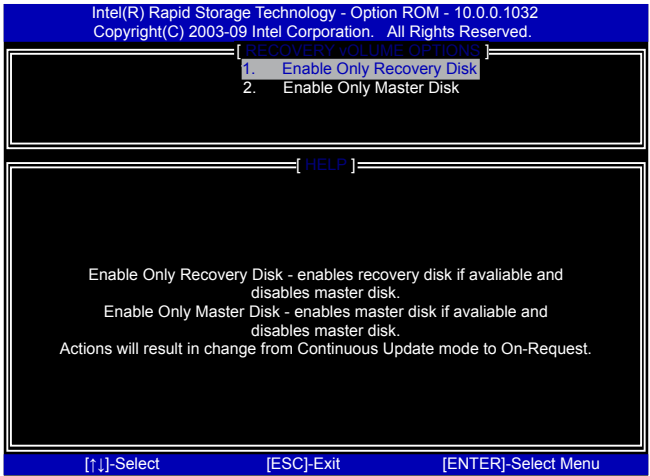 Intel(R) Rapid Storage Technology - Option ROM - 10.0.0.1032
Copyright(C) 2003-09 Intel Corporation. All Rights Reserved.
[ RECOVERY vOLUME OPTIONS ]
1. Enable Only Recovery Disk
2. Enable Only Master Disk
[ HELP ]
Enable Only Recovery Disk - enables recovery disk if avaliable and
disables master disk.
Enable Only Master Disk - enables master disk if avaliable and
disables master disk.
Actions will result in change from Continuous Update mode to On-Request.
[↑↓]-Select [ESC]-Exit [ENTER]-Select Menu